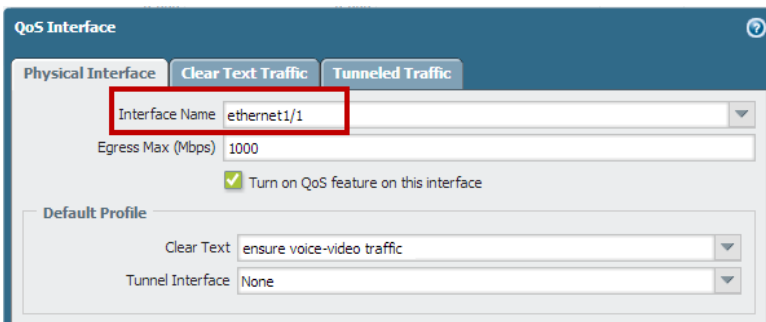 QoS Interface
Physical Interface Clear Text Traffic Tunneled Traffic
Interface Name ethernet1/1
Egress Max (Mbps) 1000
Turn on QoS feature on this interface
Default Profile
Clear Text ensure voice-video traffic
Tunnel Interface None